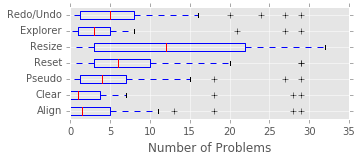 Redo/Undo
Explorer
Resize
Reset
Pseudo
Clear
Align
0 5 10 15 20 25 30 35
Number of Problems